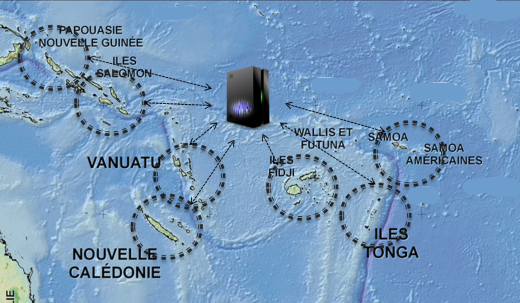 PAPOUASIE
NOUVELLE GUINÉE
ILES
SALOMON
WALLIS ET
FUTUNA
SAMOA
SAMOA
AMÉRICAINES
VANUATU
ILES
FIDJI
ILES
TONGA
NOUVELLE
CALÉDONIE